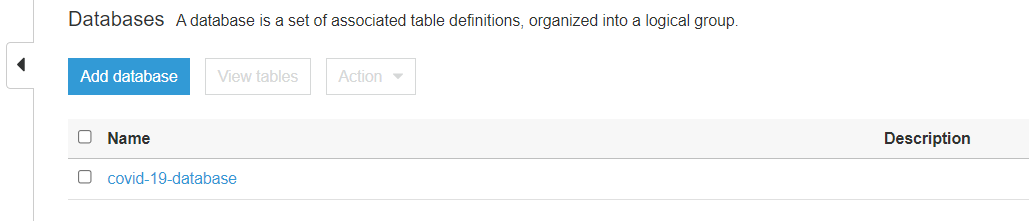 Databases A database is a set of associated table definitions, organized into a logical group.
Add database View tables Action
Name Description
covid-19-database